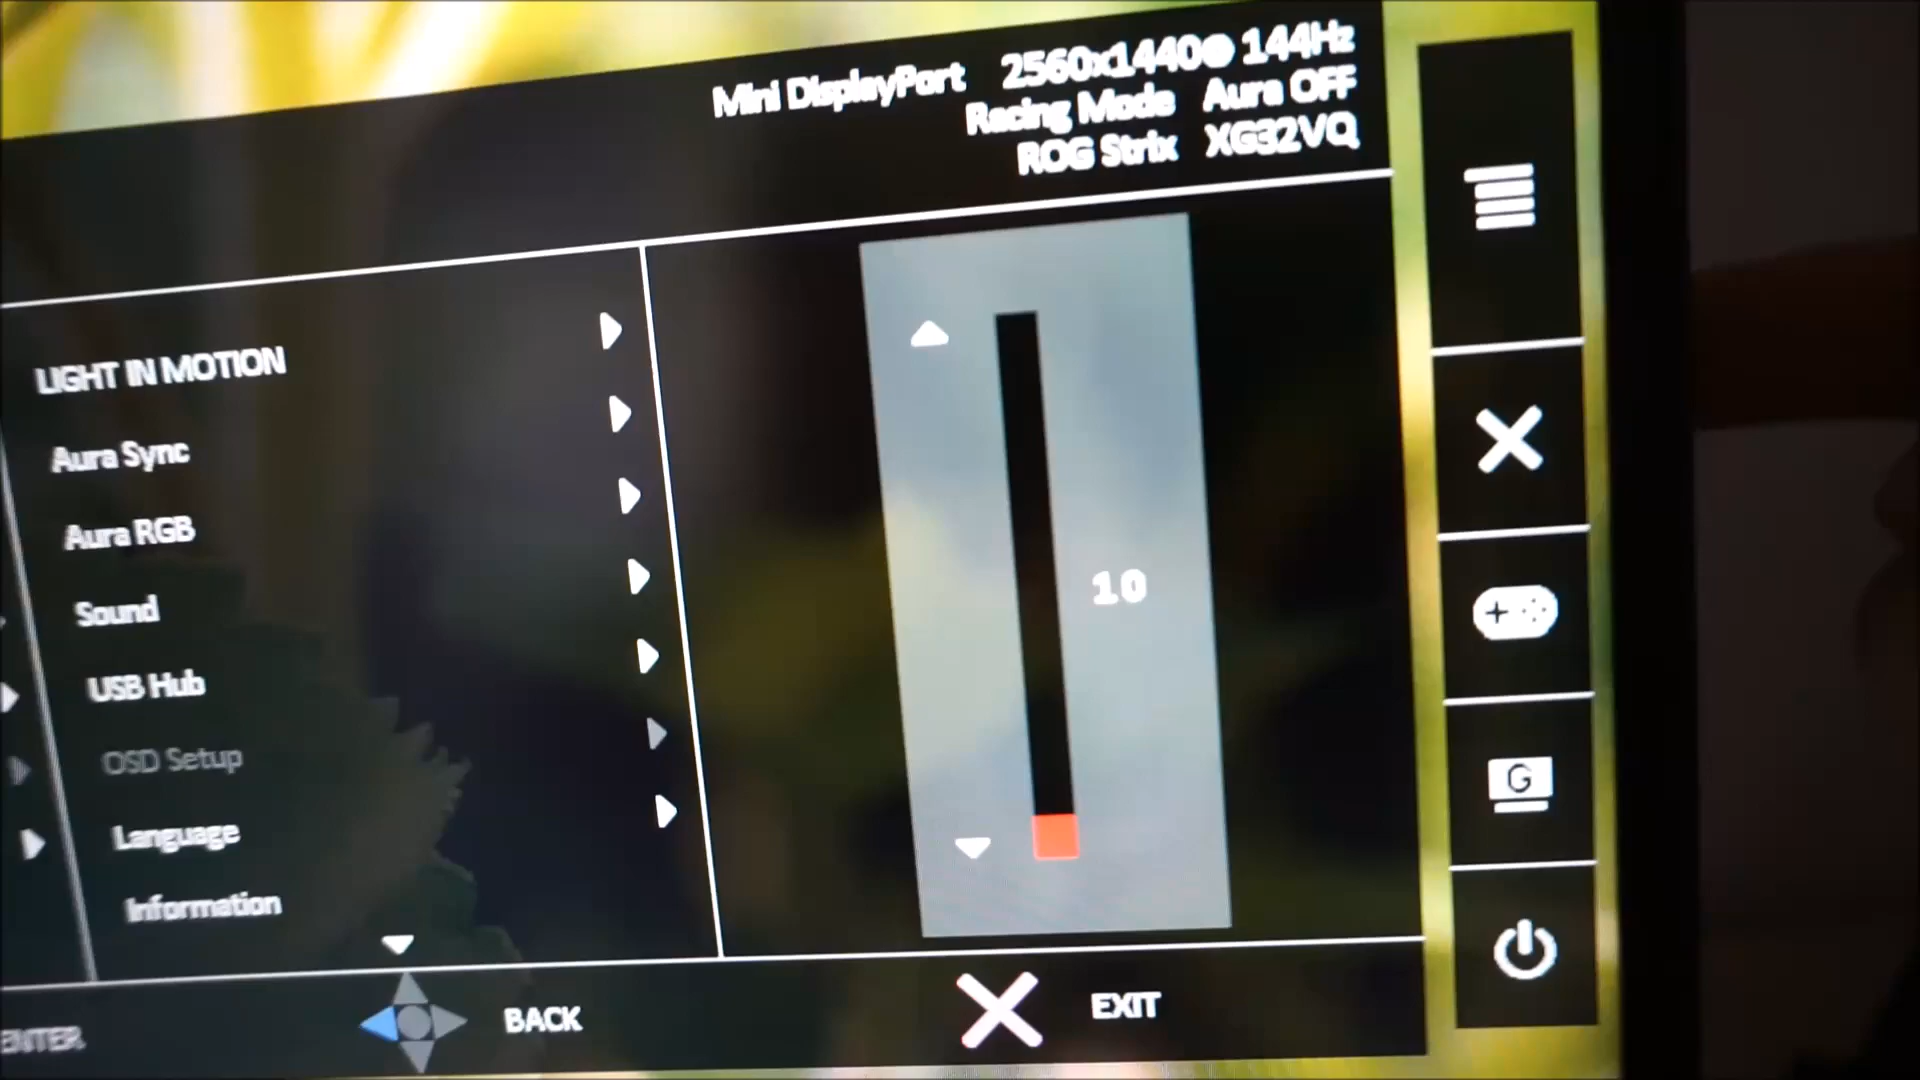 Mini DisplayPort 2560x1440@ 144Hz
Racing Mode Aura OFF
ROG Strix XG32VQ
LIGHT IN MOTION
Aura Sync
Aura RGB
Sound
USB Hub
OSD Setup
Language
Information
10
G
ENTER BACK EXIT